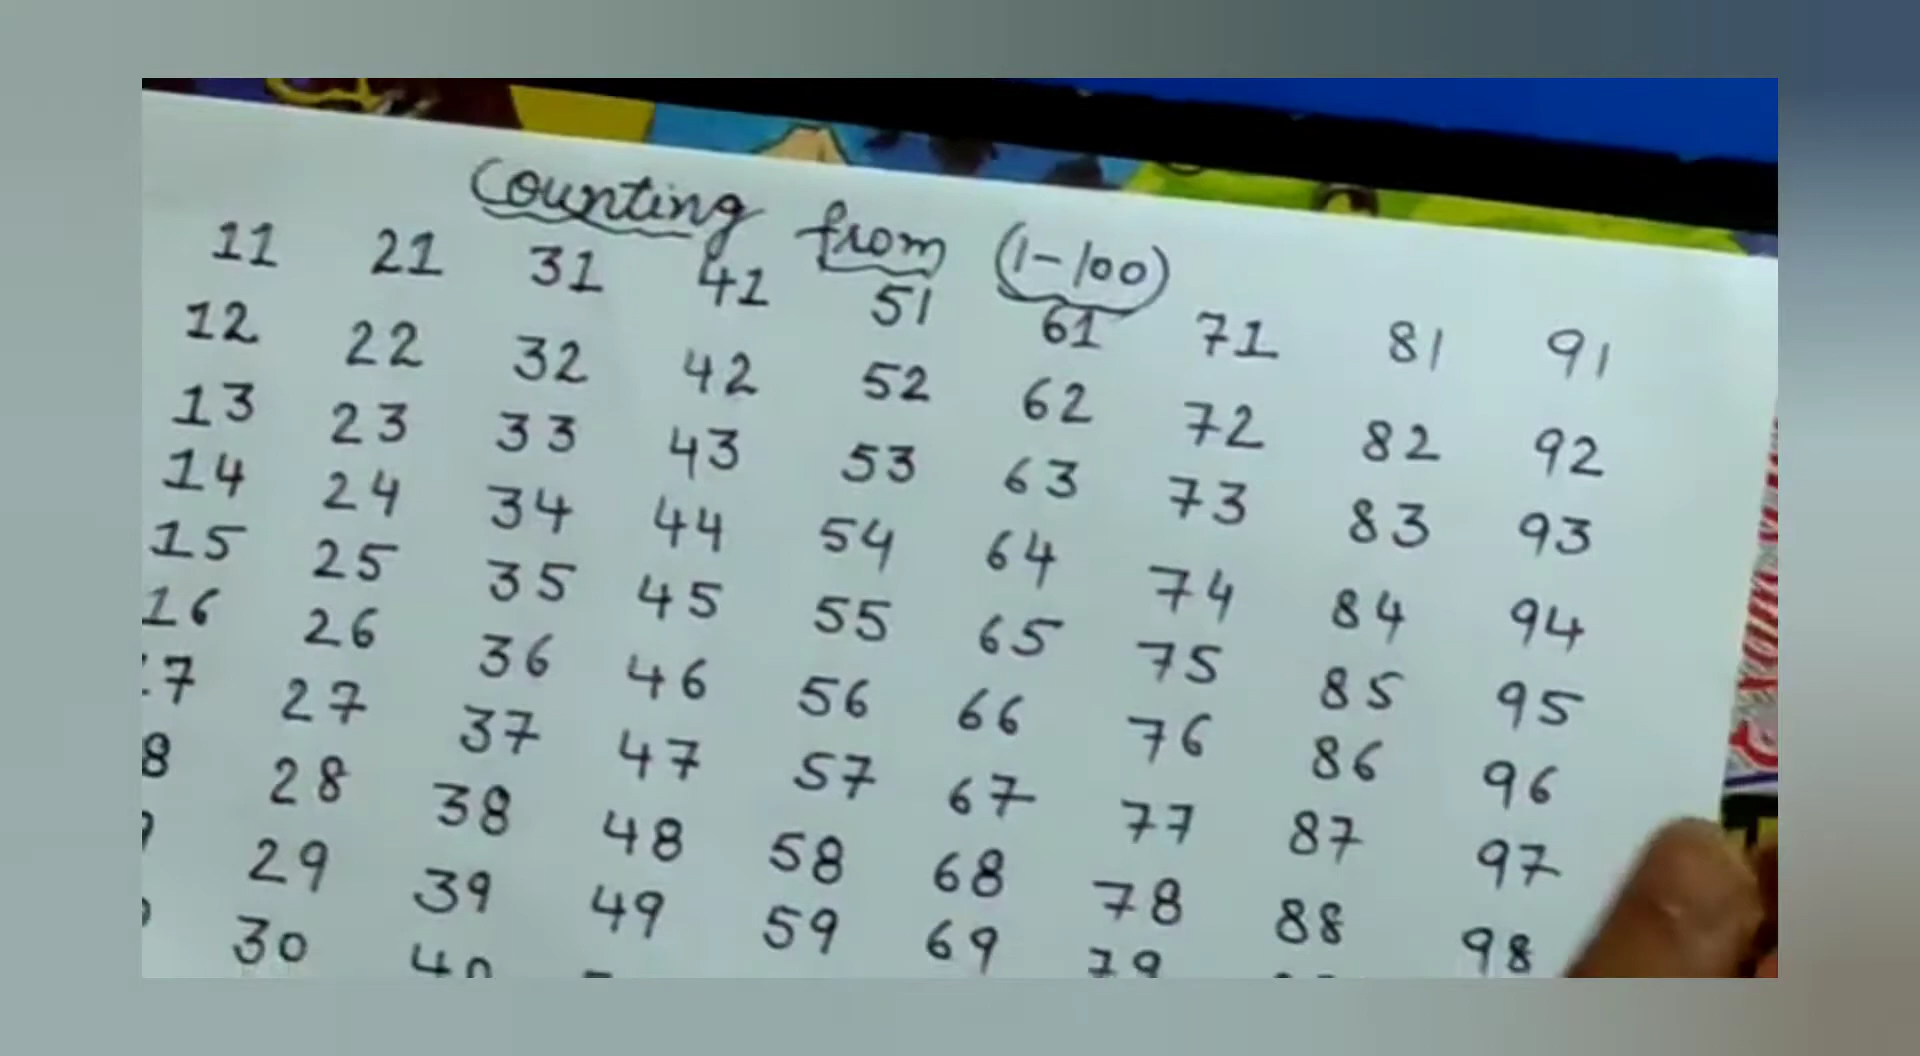 Counting from (1-100)
11 21 31 41 51 61 71 81 91
12 22 32 42 52 62 72 82 92
13 23 33 43 53 63 73 83 93
14 24 34 44 54 64 74 84 94
15 25 35 45 55 65 75 85 95
16 26 36 46 56 66 76 86 96
27 37 47 57 67 77 87 97
28 38 48 58 68 78 88 98
29 39 49 59 69 79
30 40